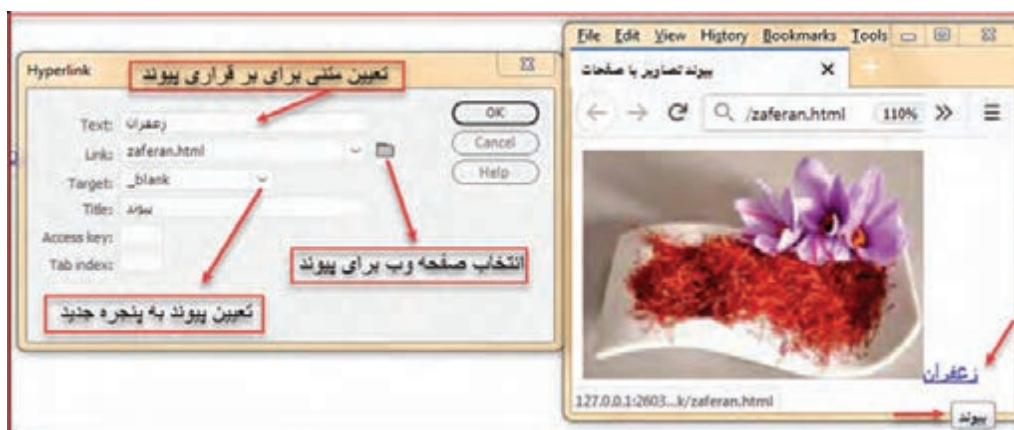 Hyperlink
تعیین متنی برای بر قراری پیوند
Text: زعفران
Link: zaferan.html
Target: _blank
Title: پیوند
Access key:
Tab index:
OK
Cancel
Help
انتخاب صفحه وب برای پیوند
تعیین پیوند به پنجره جدید
File Edit View History Bookmarks Tools
پیوند تصاویر با صفحات
/zaferan.html 110%
زعفران
127.0.0.1:2603...k/zaferan.html
پیوند